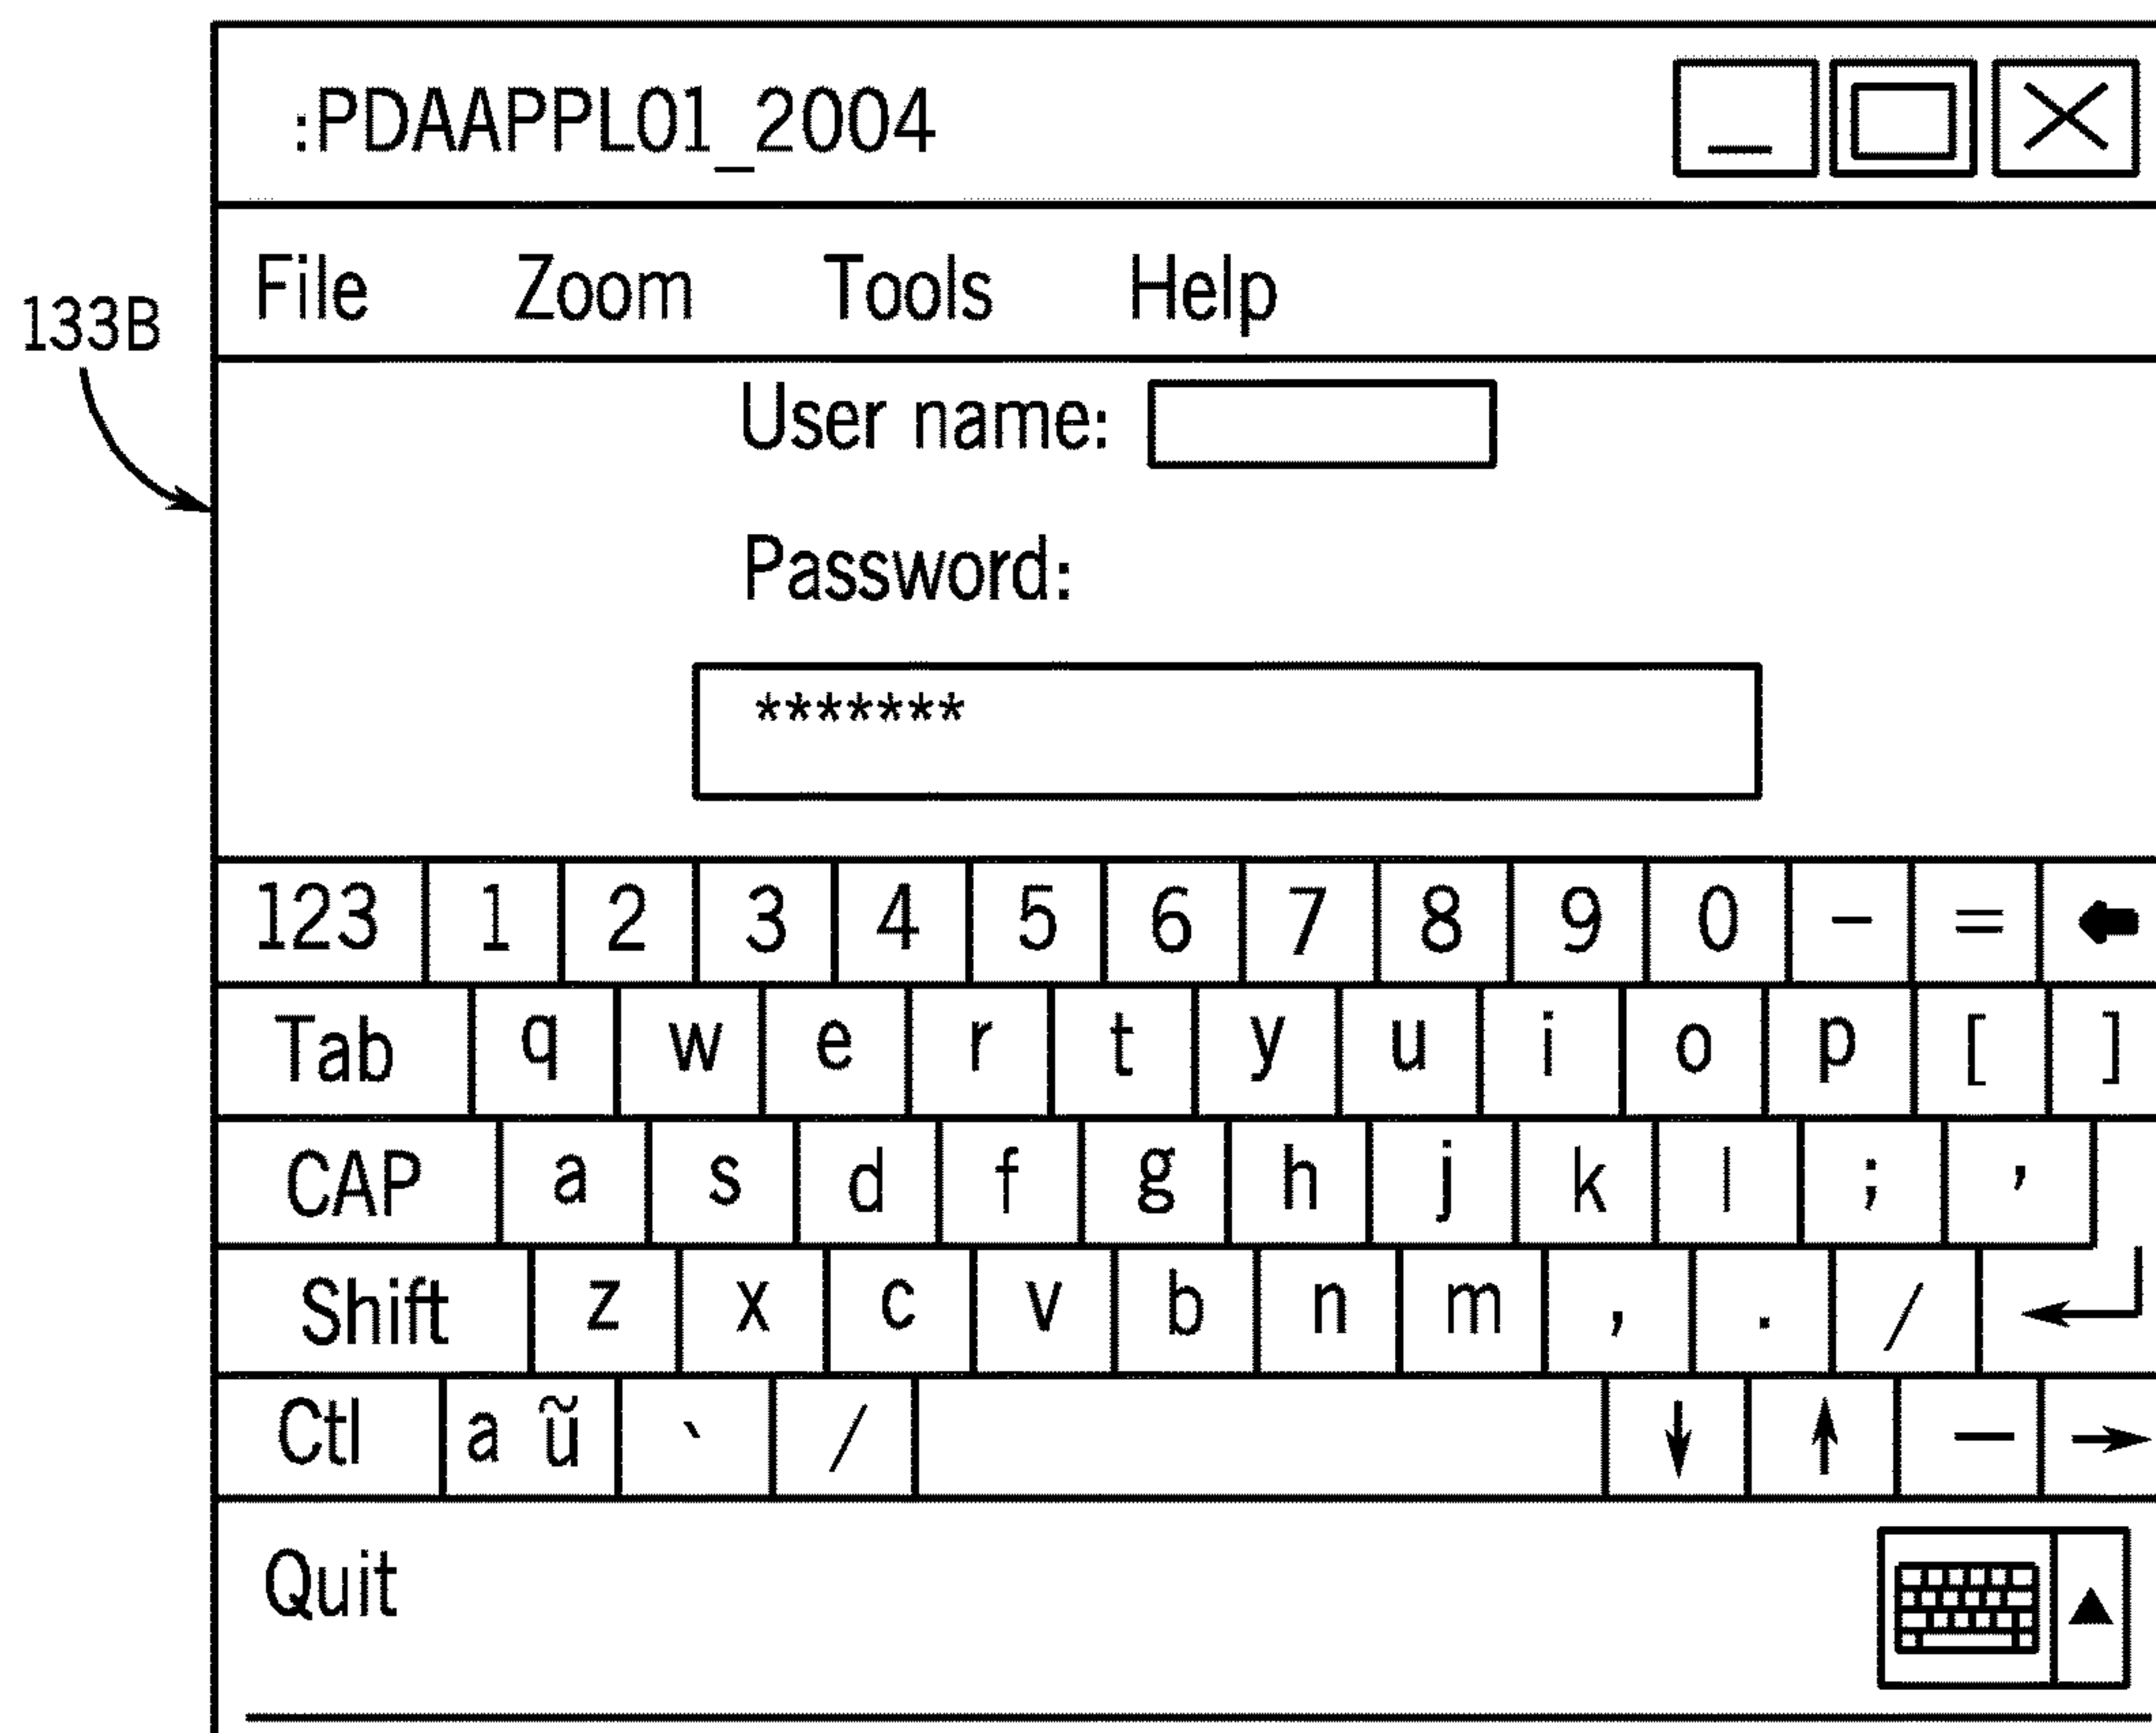 :PDAAPPL01_2004
File Zoom Tools Help
133B
User name:
Password:
*******
123 1 2 3 4 5 6 7 8 9 0 - =
Tab q w e r t y u i o p [ ]
CAP a s d f g h j k l ; ,
Shift z x c v b n m , . /
Ctl a ũ ` /
Quit